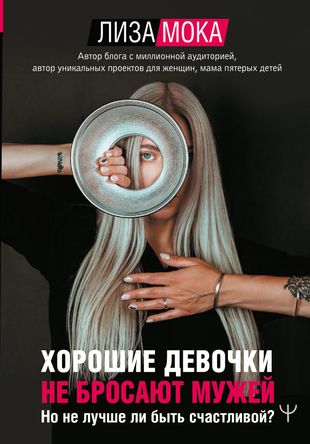 ЛИЗА МОКА
Автор блога с миллионной аудиторией,
автор уникальных проектов для женщин, мама пятерых детей
ХОРОШИЕ ДЕВОЧКИ
НЕ БРОСАЮТ МУЖЕЙ
Но не лучше ли быть счастливой?